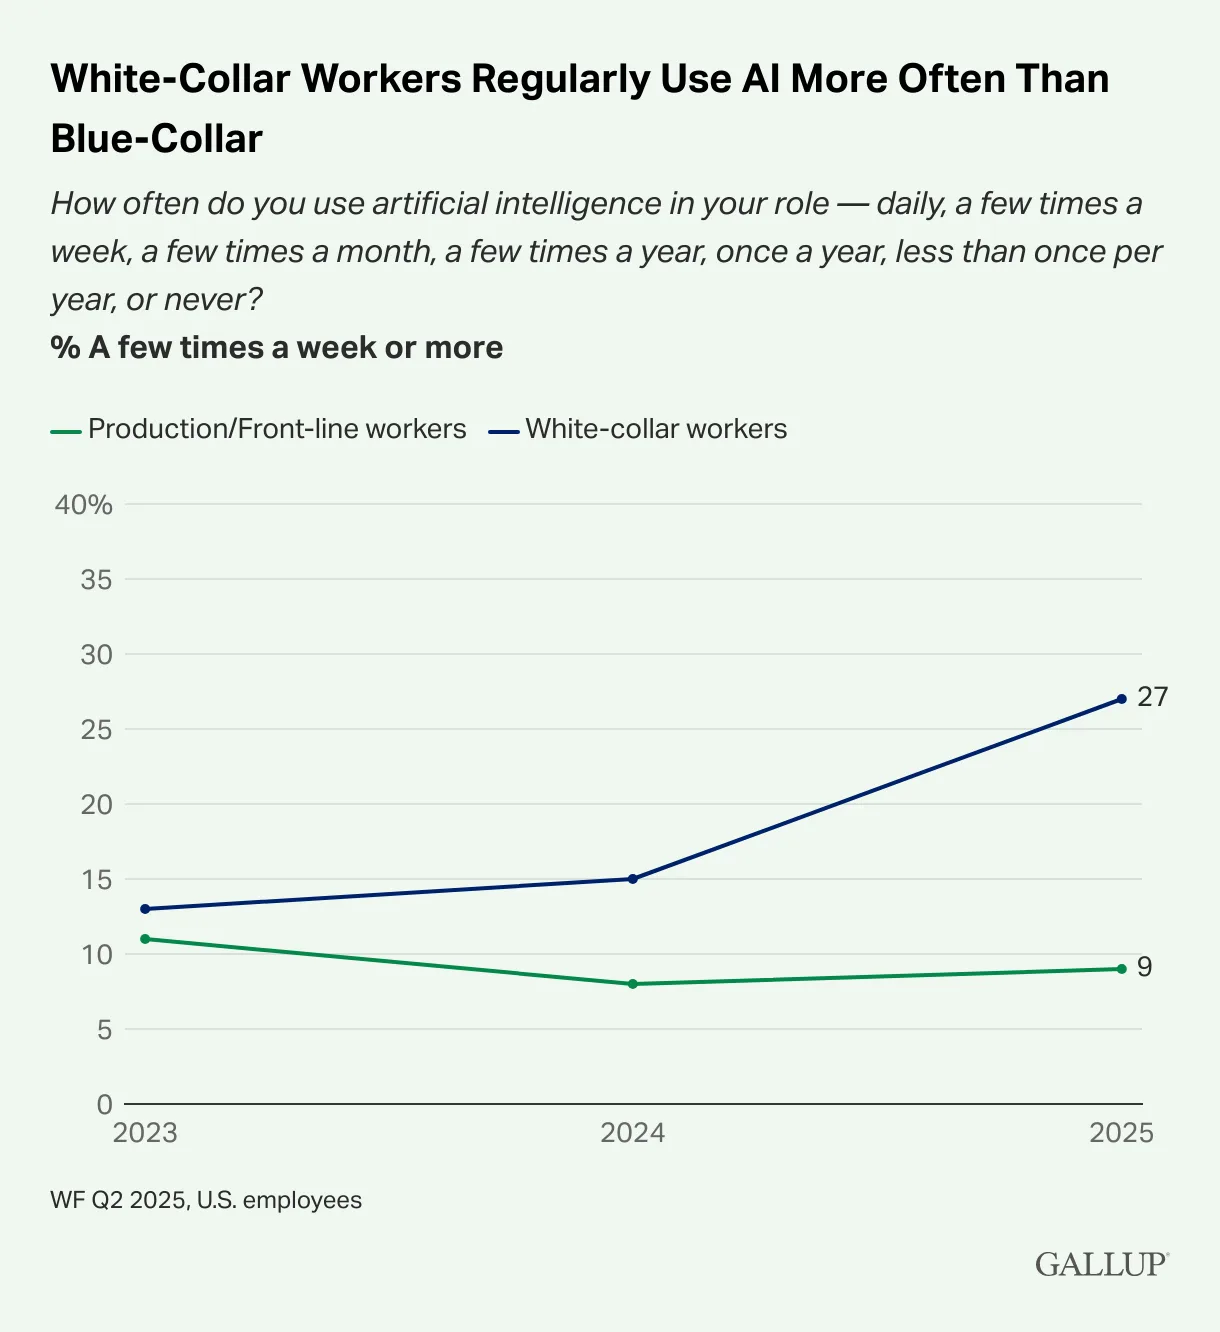 White-Collar Workers Regularly Use AI More Often Than
Blue-Collar
How often do you use artificial intelligence in your role — daily, a few times a
week, a few times a month, a few times a year, once a year, less than once per
year, or never?
% A few times a week or more
Production/Front-line workers White-collar workers
40%
35
30
27
25
20
15
10
9
5
0
2023 2024 2025
WF Q2 2025, U.S. employees
GALLUP®